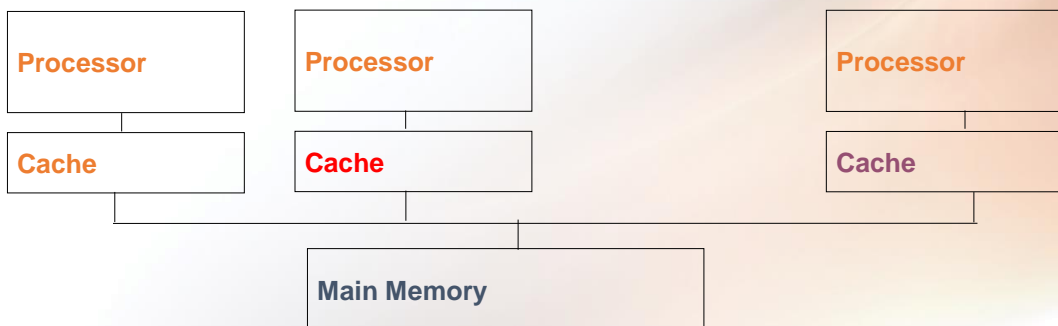 Processor
Processor
Processor
Cache
Cache
Cache
Main Memory